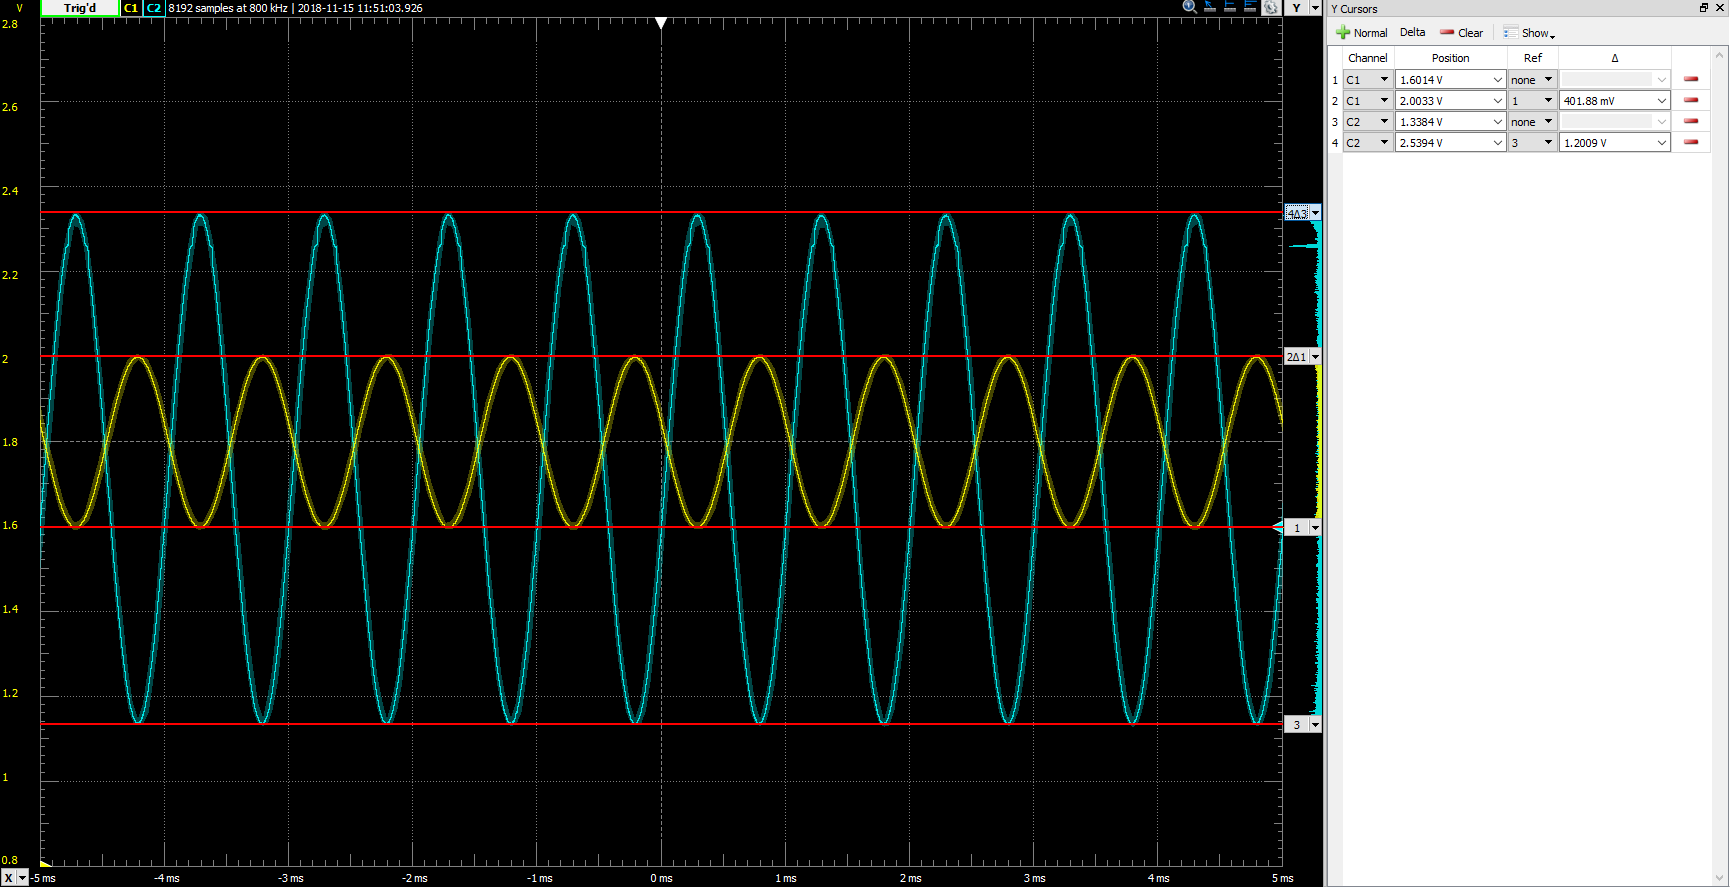 V Trig'd C1 C2 8192 samples at 800 kHz | 2018-11-15 11:51:03.926 Y
2.8
2.6
2.4
2.2
2
1.8
1.6
1.4
1.2
1
0.8
4Δ3
2Δ1
1
3
X -5 ms -4 ms -3 ms -2 ms -1 ms 0 ms 1 ms 2 ms 3 ms 4 ms 5 ms
Y Cursors
Normal Delta Clear Show
Channel Position Ref Δ
1 C1 1.6014 V none
2 C1 2.0033 V 1 401.88 mV
3 C2 1.3384 V none
4 C2 2.5394 V 3 1.2009 V